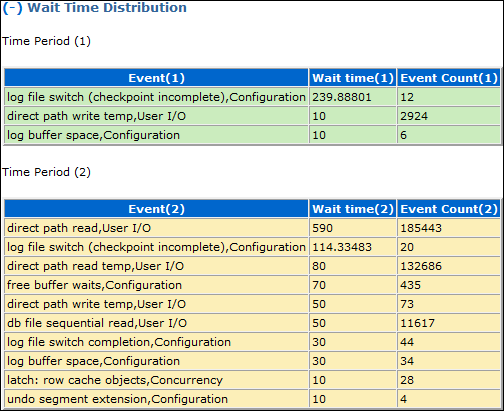 (-) Wait Time Distribution
Time Period (1)
Event(1) Wait time(1) Event Count(1)
log file switch (checkpoint incomplete),Configuration 239.88801 12
direct path write temp,User I/O 10 2924
log buffer space,Configuration 10 6
Time Period (2)
Event(2) Wait time(2) Event Count(2)
direct path read,User I/O 590 185443
log file switch (checkpoint incomplete),Configuration 114.33483 20
direct path read temp,User I/O 80 132686
free buffer waits,Configuration 70 435
direct path write temp,User I/O 50 73
db file sequential read,User I/O 50 11617
log file switch completion,Configuration 30 44
log buffer space,Configuration 30 34
latch: row cache objects,Concurrency 10 28
undo segment extension,Configuration 10 4